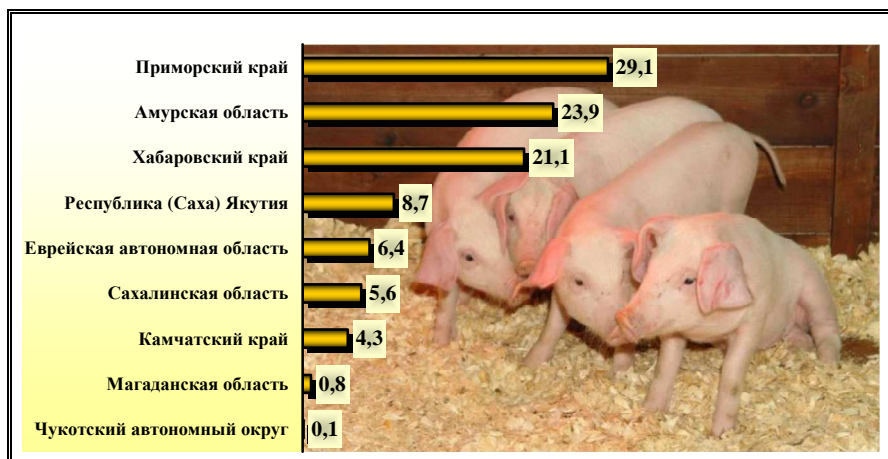 Приморский край 29,1
Амурская область 23,9
Хабаровский край 21,1
Республика (Саха) Якутия 8,7
Еврейская автономная область 6,4
Сахалинская область 5,6
Камчатский край 4,3
Магаданская область 0,8
Чукотский автономный округ 0,1